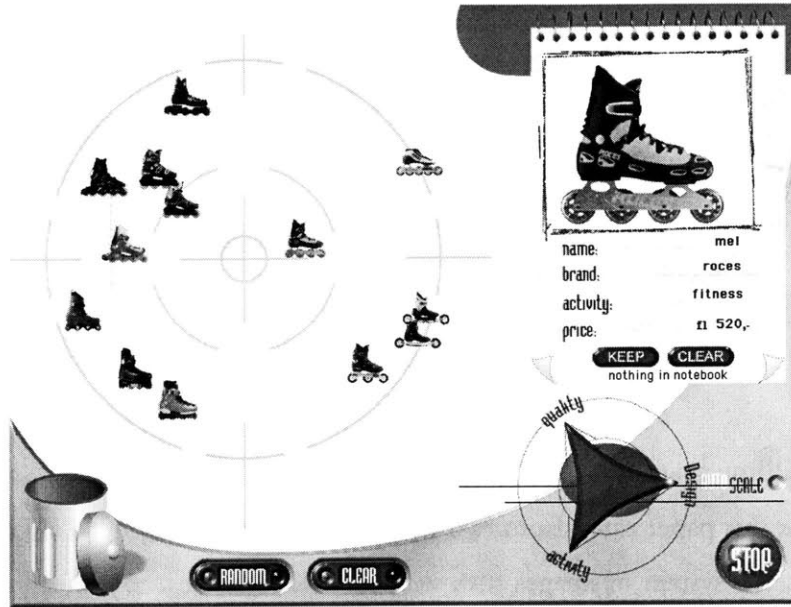 name: mel
brand: roces
activity: fitness
price: fl 520,-
KEEP CLEAR
nothing in notebook
quality
Design
SCALE
activity
RANDOM CLEAR
STOP